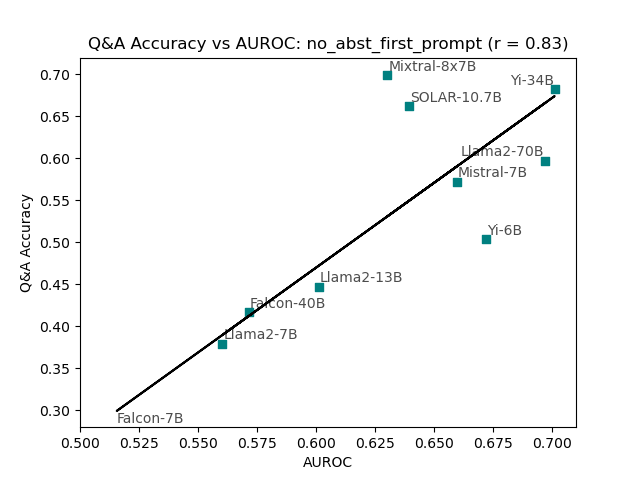 Q&A Accuracy vs AUROC: no_abst_first_prompt (r = 0.83)
Mixtral-8x7B
Yi-34B
SOLAR-10.7B
Llama2-70B
Mistral-7B
Yi-6B
Llama2-13B
Falcon-40B
Llama2-7B
Falcon-7B
Q&A Accuracy
0.70
0.65
0.60
0.55
0.50
0.45
0.40
0.35
0.30
0.500 0.525 0.550 0.575 0.600 0.625 0.650 0.675 0.700
AUROC